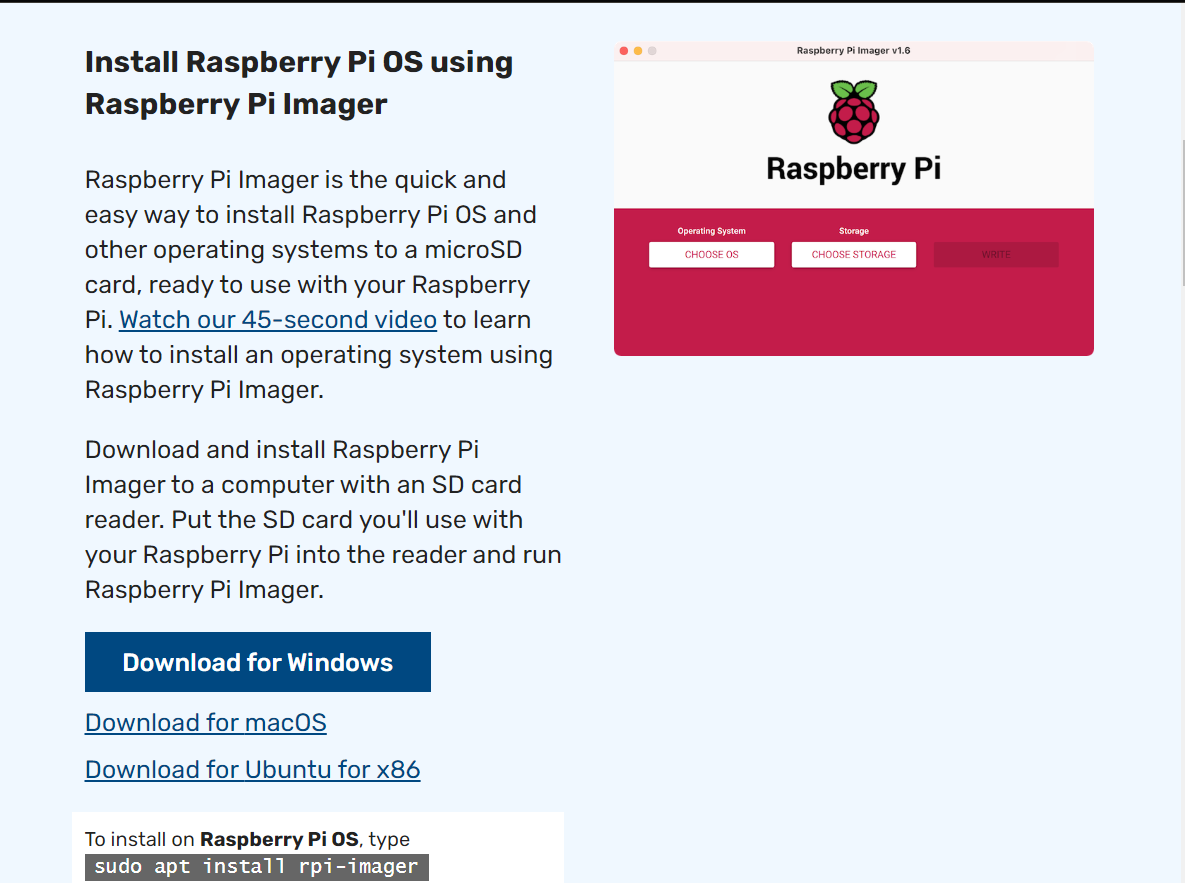 Install Raspberry Pi OS using
Raspberry Pi Imager
Raspberry Pi Imager is the quick and
easy way to install Raspberry Pi OS and
other operating systems to a microSD
card, ready to use with your Raspberry
Pi. Watch our 45-second video to learn
how to install an operating system using
Raspberry Pi Imager.
Download and install Raspberry Pi
Imager to a computer with an SD card
reader. Put the SD card you'll use with
your Raspberry Pi into the reader and run
Raspberry Pi Imager.
Download for Windows
Download for macOS
Download for Ubuntu for x86
To install on Raspberry Pi OS, type
sudo apt install rpi-imager
Raspberry Pi Imager v1.6
Raspberry Pi
Operating System
Storage
CHOOSE OS
CHOOSE STORAGE
WRITE